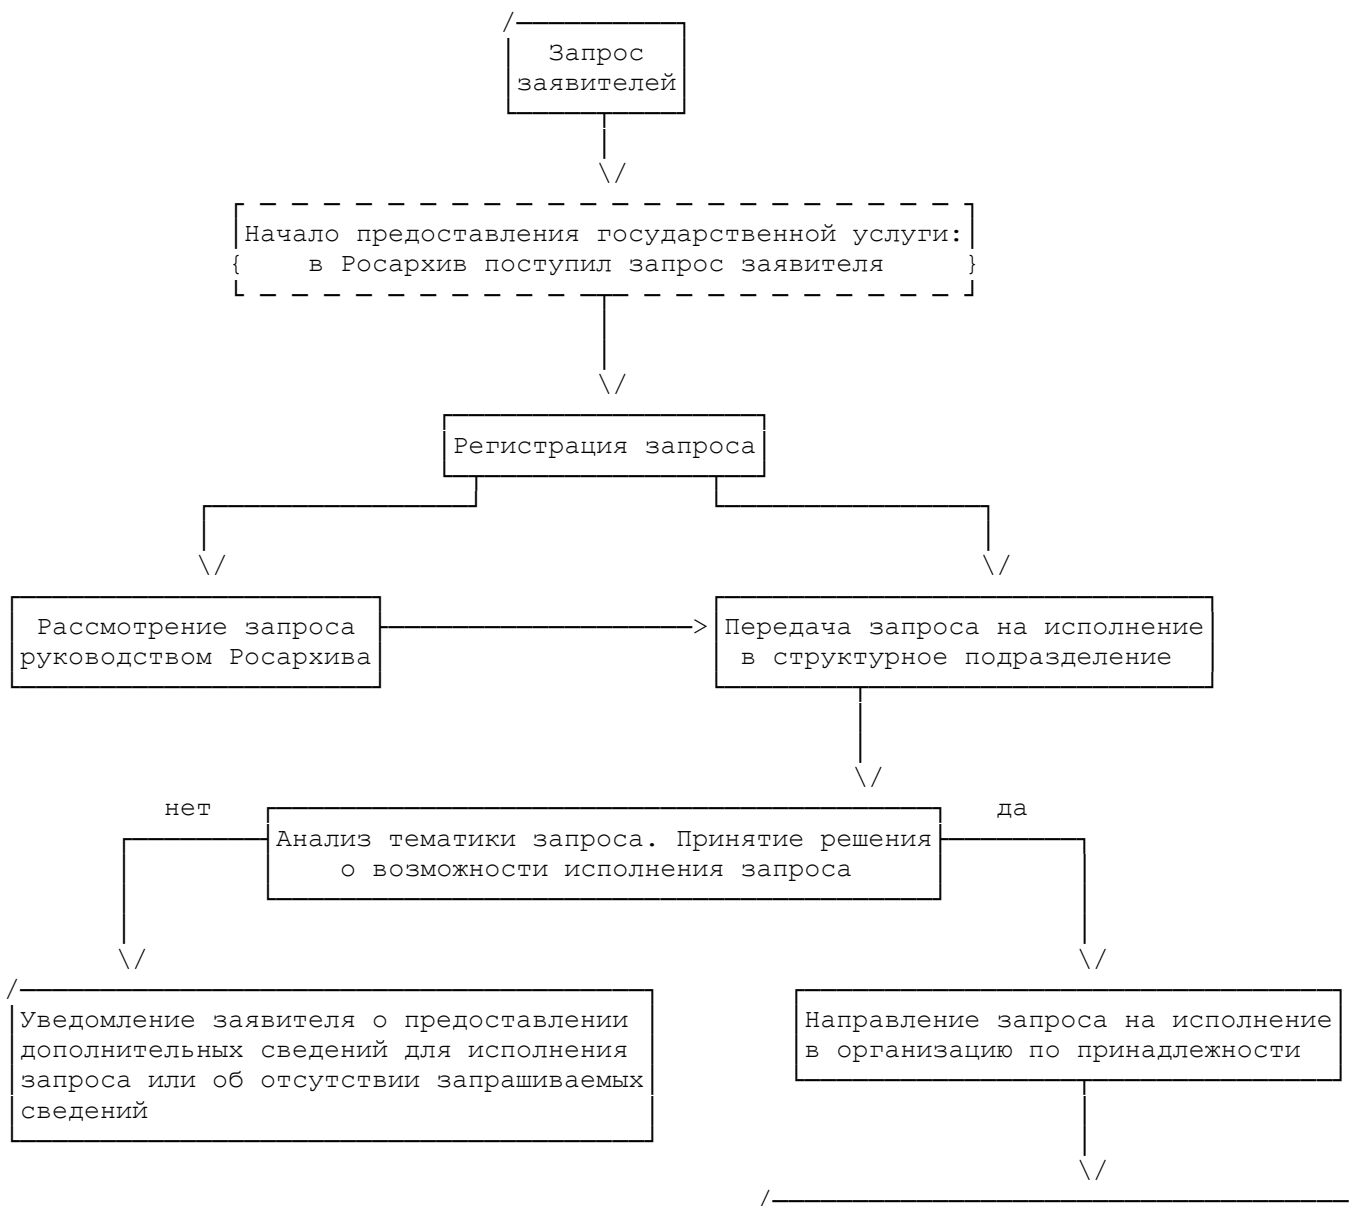 Запрос
заявителей
Начало предоставления государственной услуги:
в Росархив поступил запрос заявителя
Регистрация запроса
Рассмотрение запроса
руководством Росархива
Передача запроса на исполнение
в структурное подразделение
нет
да
Анализ тематики запроса. Принятие решения
о возможности исполнения запроса
Уведомление заявителя о предоставлении
дополнительных сведений для исполнения
запроса или об отсутствии запрашиваемых
сведений
Направление запроса на исполнение
в организацию по принадлежности